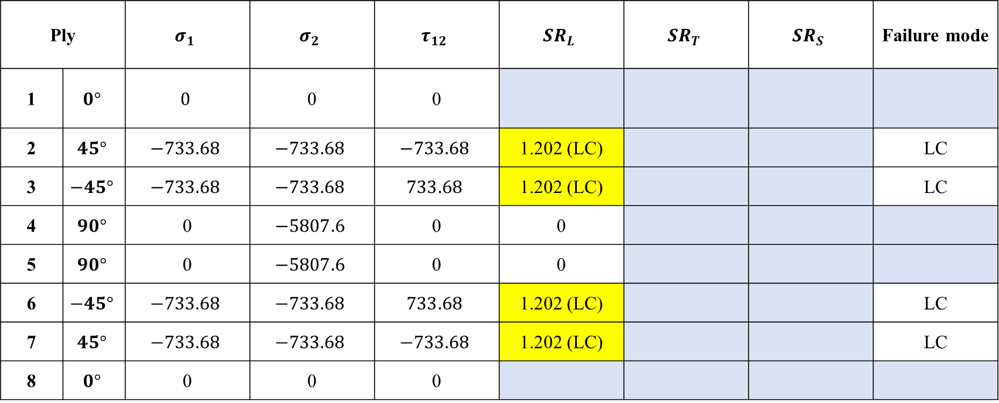 Ply σ₁ σ₂ τ₁₂ SR_L SR_T SR_S Failure mode
1 0° 0 0 0
2 45° −733.68 −733.68 −733.68 1.202 (LC) LC
3 −45° −733.68 −733.68 733.68 1.202 (LC) LC
4 90° 0 −5807.6 0 0
5 90° 0 −5807.6 0 0
6 −45° −733.68 −733.68 733.68 1.202 (LC) LC
7 45° −733.68 −733.68 −733.68 1.202 (LC) LC
8 0° 0 0 0